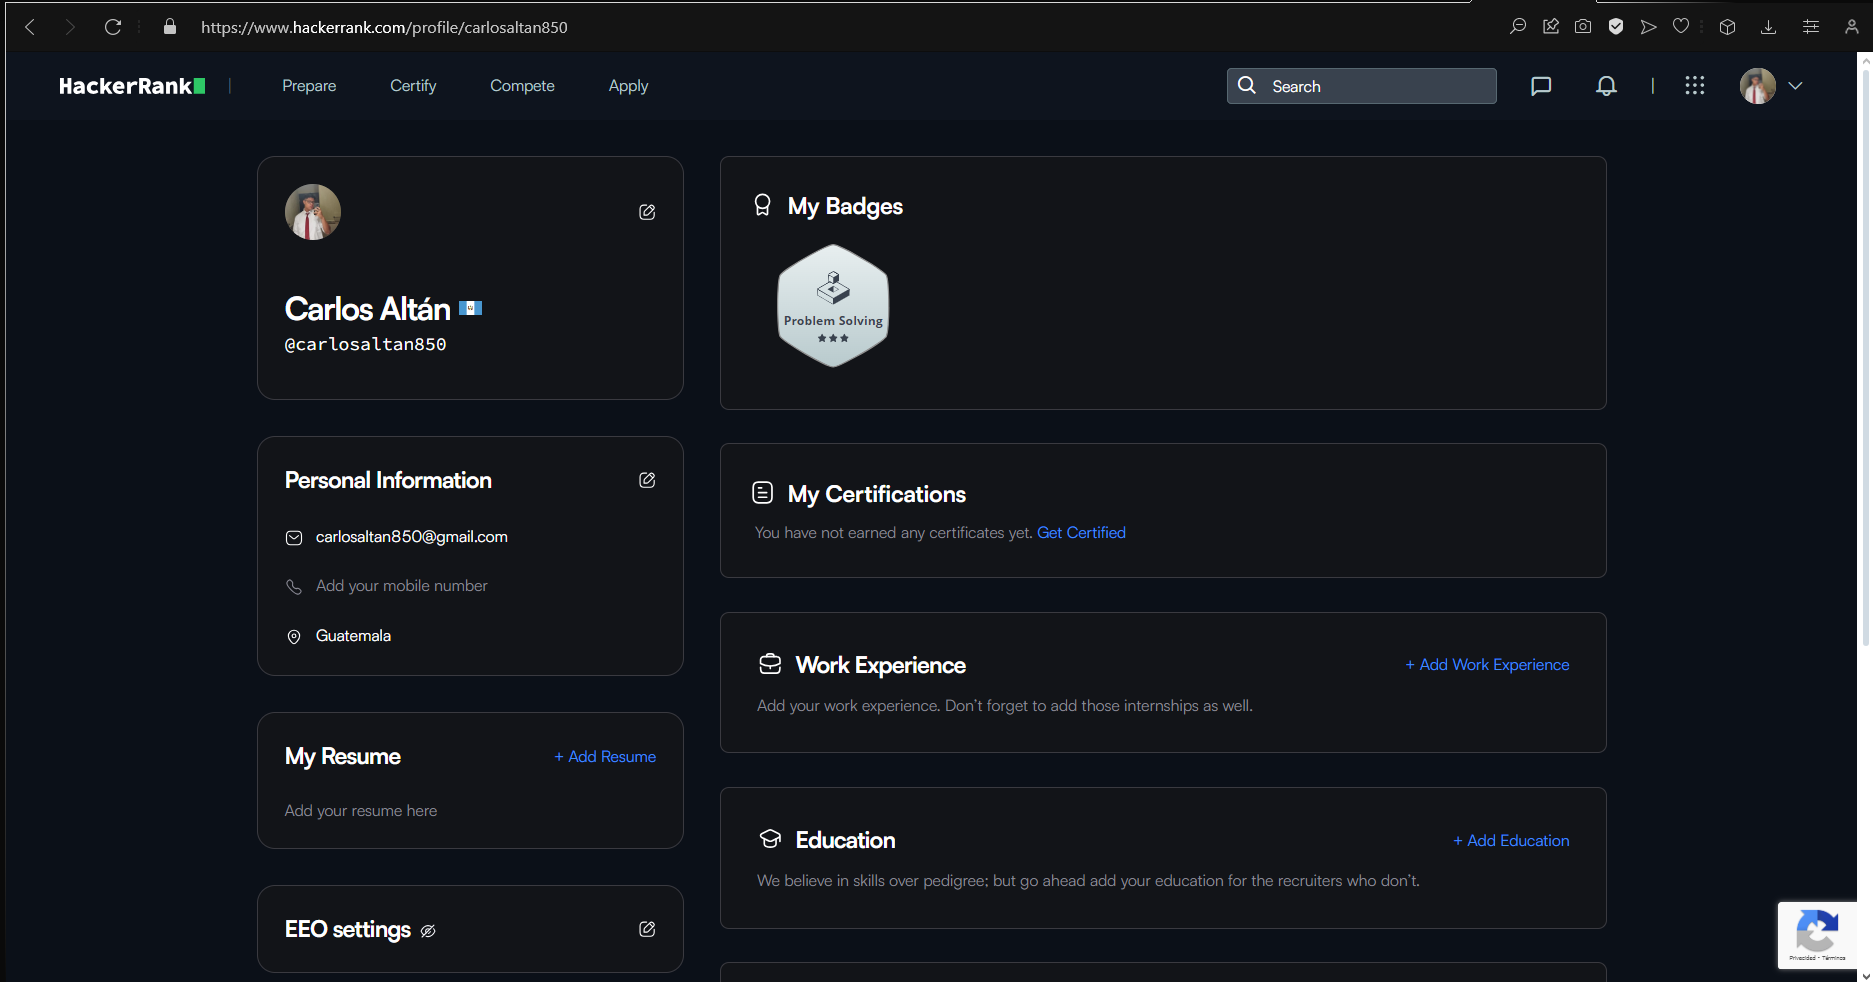 https://www.hackerrank.com/profile/carlosaltan850
HackerRank
Prepare
Certify
Compete
Apply
Search
Carlos Altán
@carlosaltan850
Personal Information
carlosaltan850@gmail.com
Add your mobile number
Guatemala
My Resume
+ Add Resume
Add your resume here
EEO settings
My Badges
Problem Solving
My Certifications
You have not earned any certificates yet. Get Certified
Work Experience
+ Add Work Experience
Add your work experience. Don't forget to add those internships as well.
Education
+ Add Education
We believe in skills over pedigree; but go ahead add your education for the recruiters who don't.
Privacidad - Términos